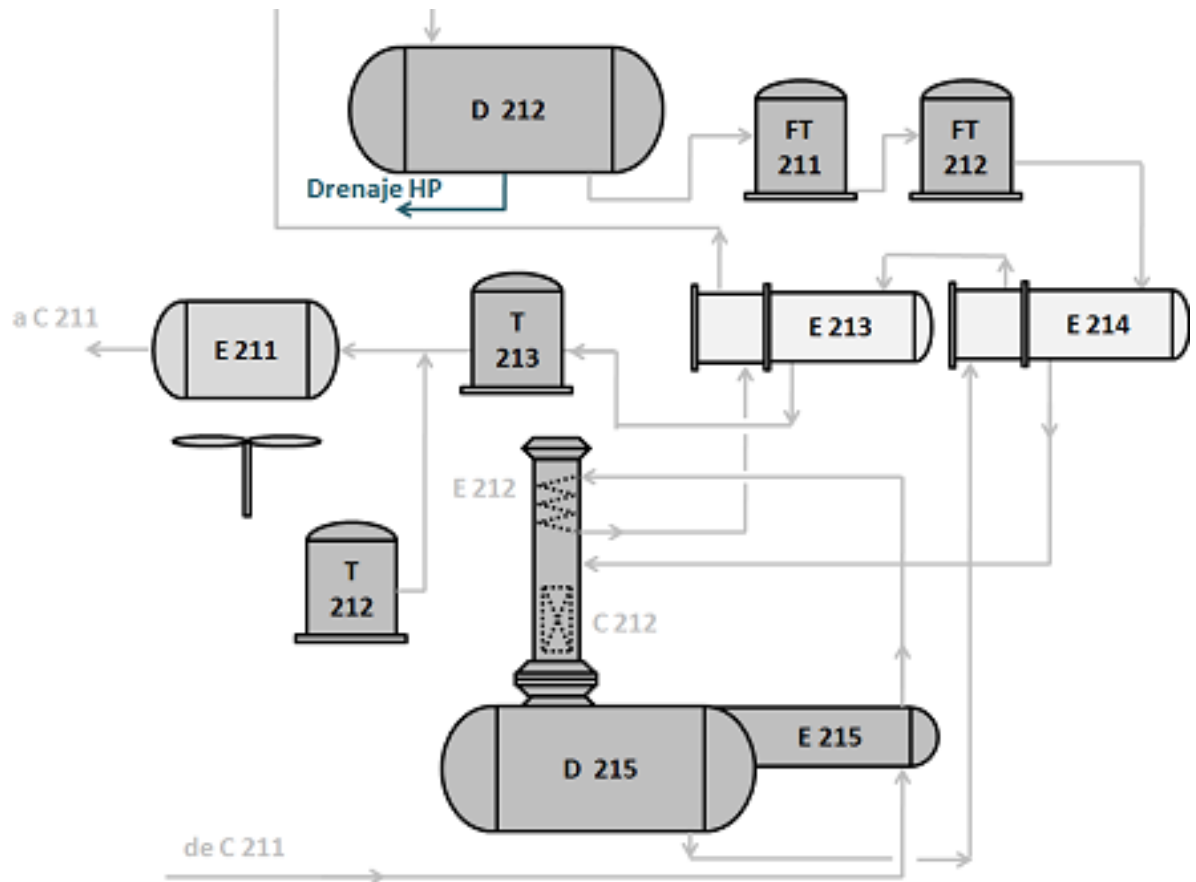 D 212
FT
211
FT
212
Drenaje HP
a C 211
E 211
T
213
E 213
E 214
E 212
T
212
C 212
E 215
D 215
de C 211